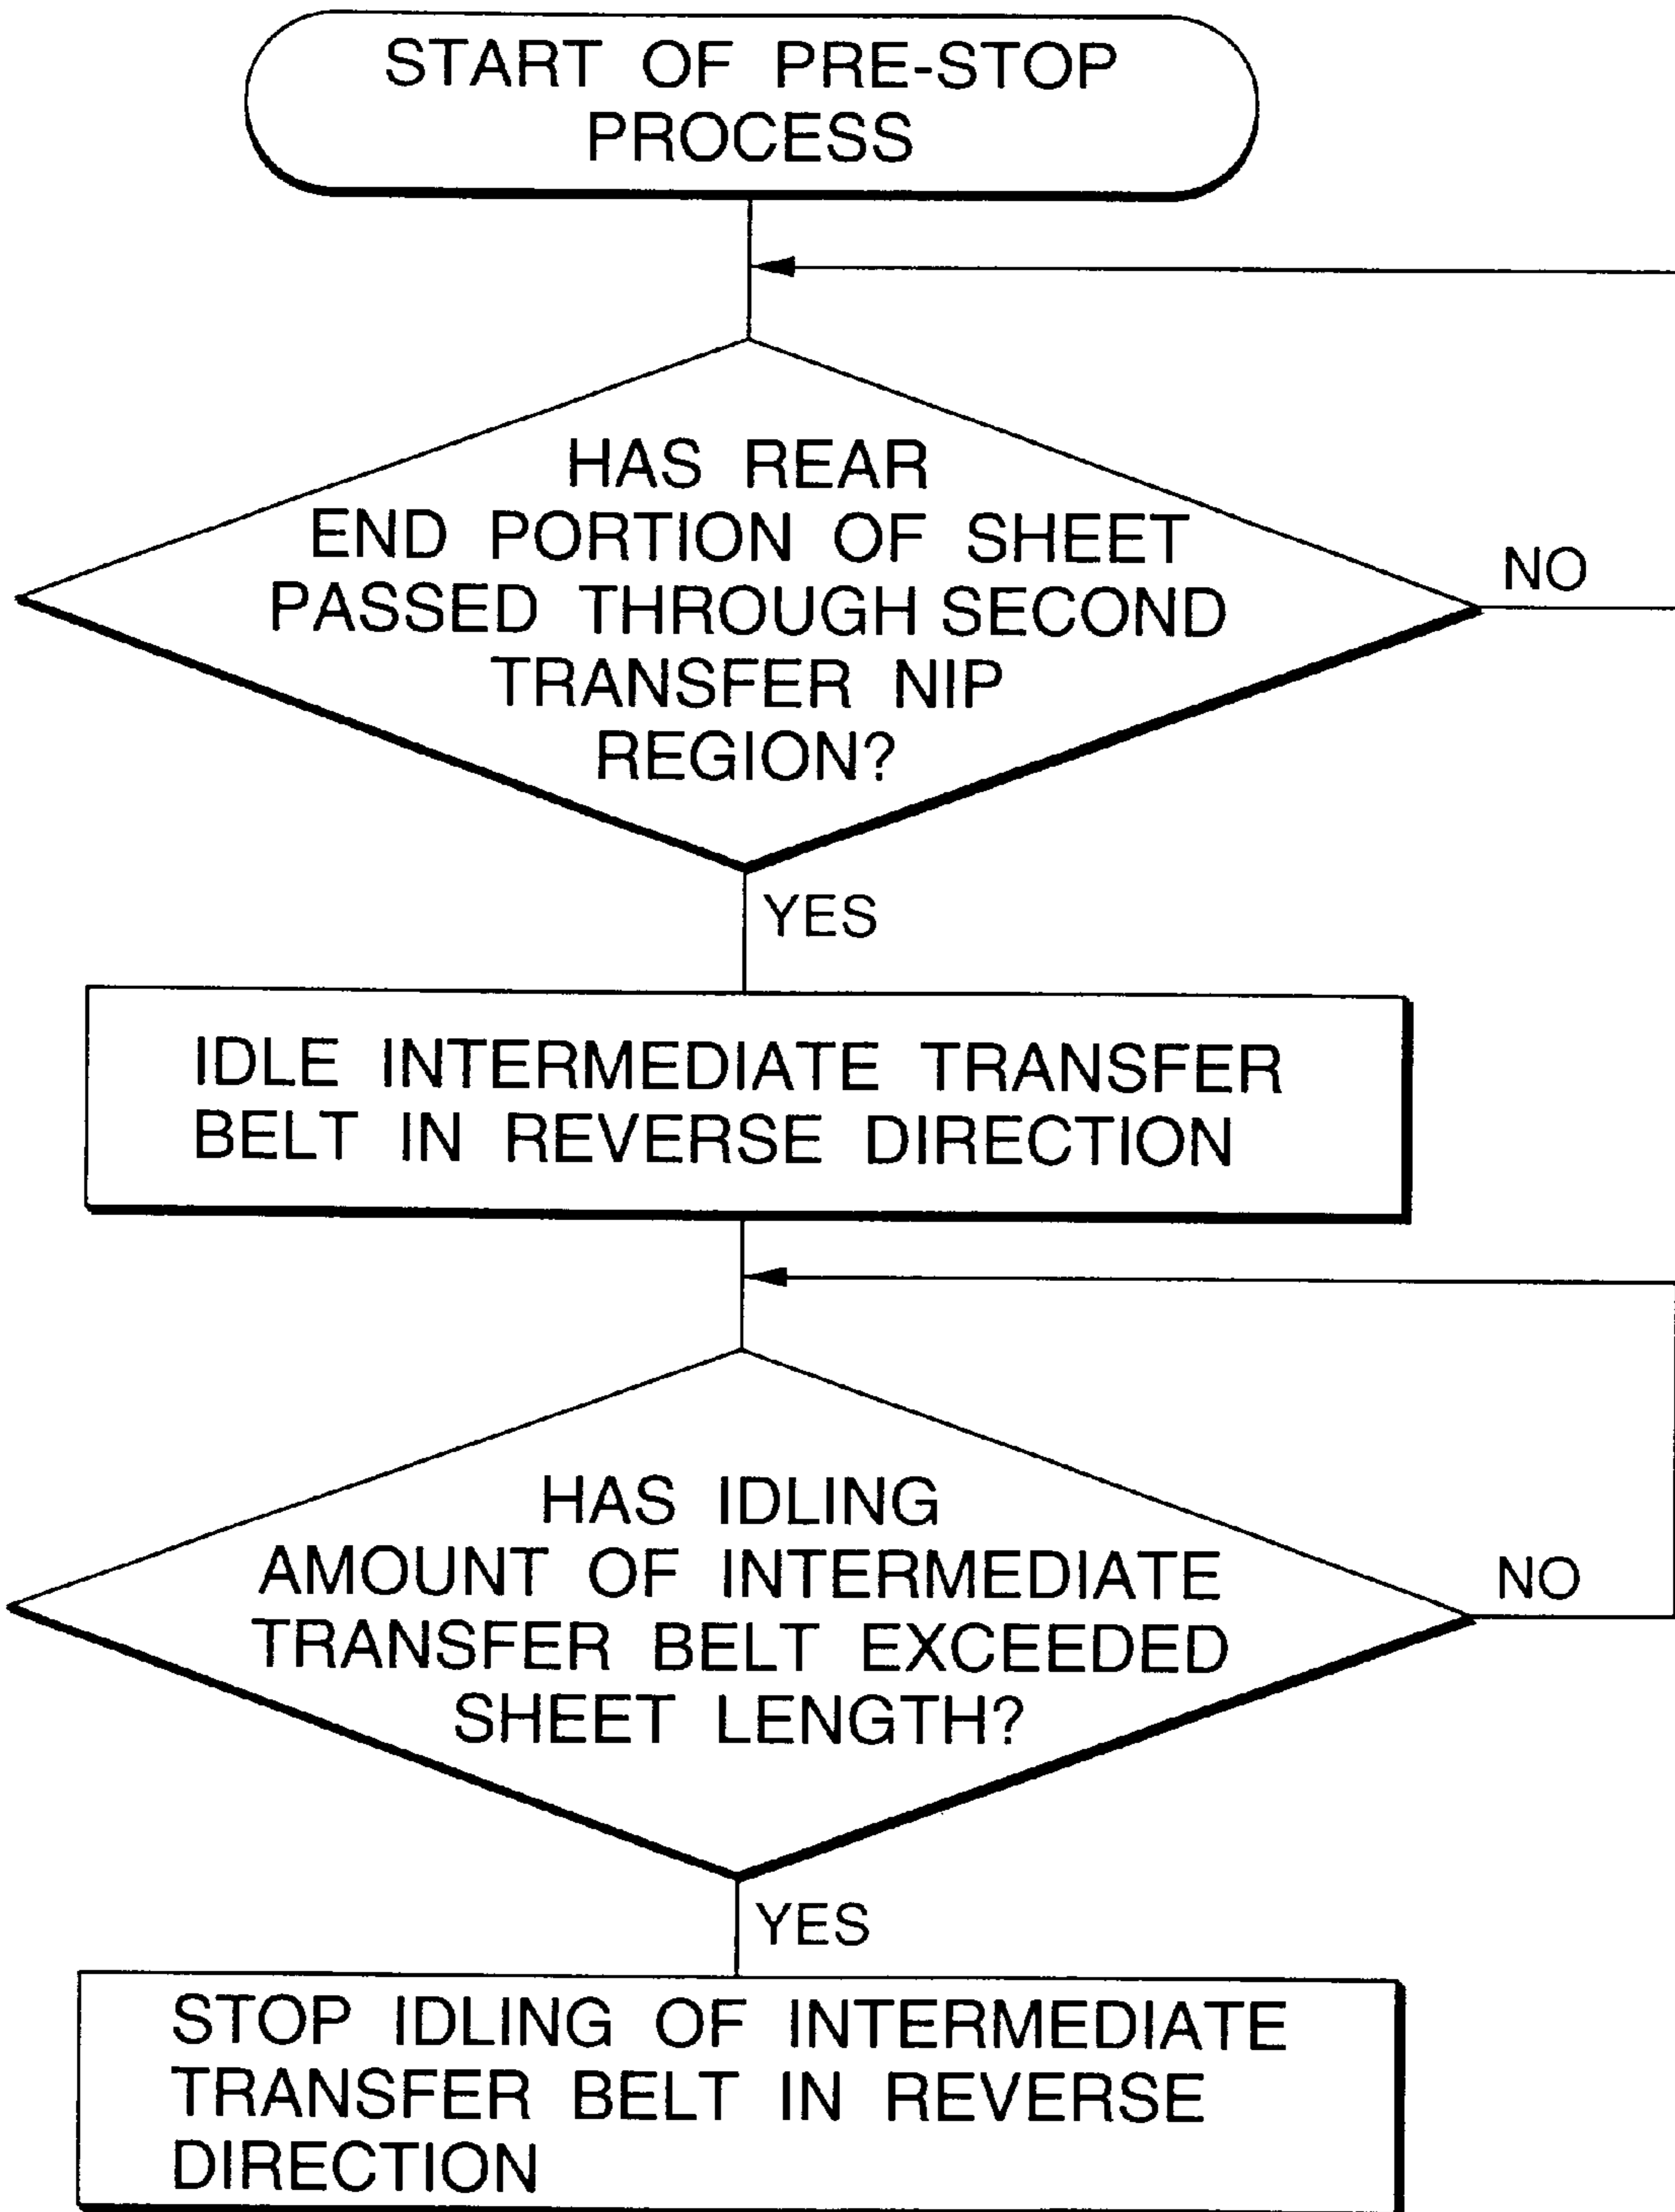 START OF PRE-STOP
PROCESS
HAS REAR
END PORTION OF SHEET
PASSED THROUGH SECOND
TRANSFER NIP
REGION?
NO
YES
IDLE INTERMEDIATE TRANSFER
BELT IN REVERSE DIRECTION
HAS IDLING
AMOUNT OF INTERMEDIATE
TRANSFER BELT EXCEEDED
SHEET LENGTH?
NO
YES
STOP IDLING OF INTERMEDIATE
TRANSFER BELT IN REVERSE
DIRECTION